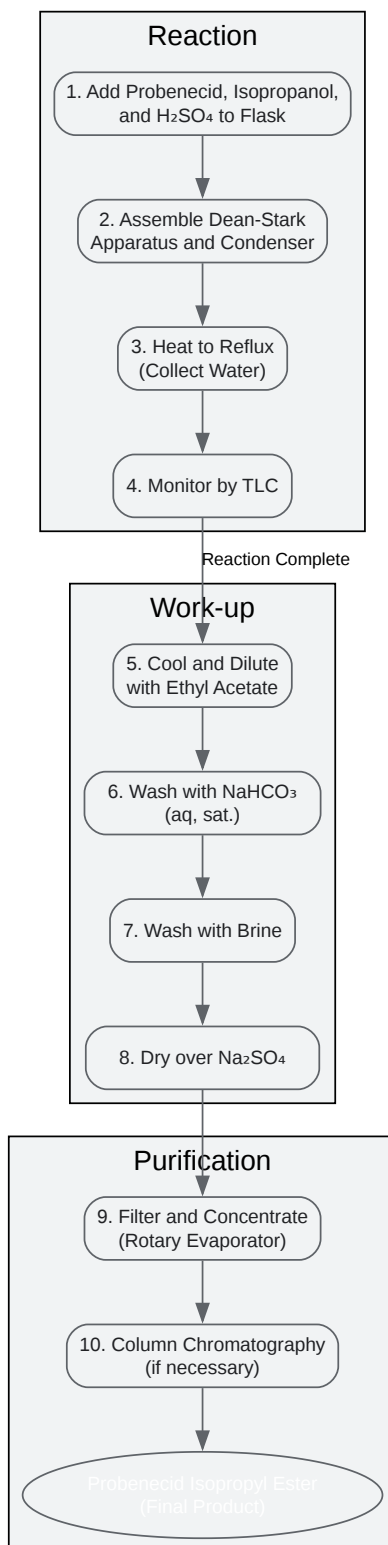 Reaction
1. Add Probenecid, Isopropanol,
and H₂SO₄ to Flask
2. Assemble Dean-Stark
Apparatus and Condenser
3. Heat to Reflux
(Collect Water)
4. Monitor by TLC
Reaction Complete
Work-up
5. Cool and Dilute
with Ethyl Acetate
6. Wash with NaHCO₃
(aq, sat.)
7. Wash with Brine
8. Dry over Na₂SO₄
Purification
9. Filter and Concentrate
(Rotary Evaporator)
10. Column Chromatography
(if necessary)
Probenecid Isopropyl Ester
(Final Product)